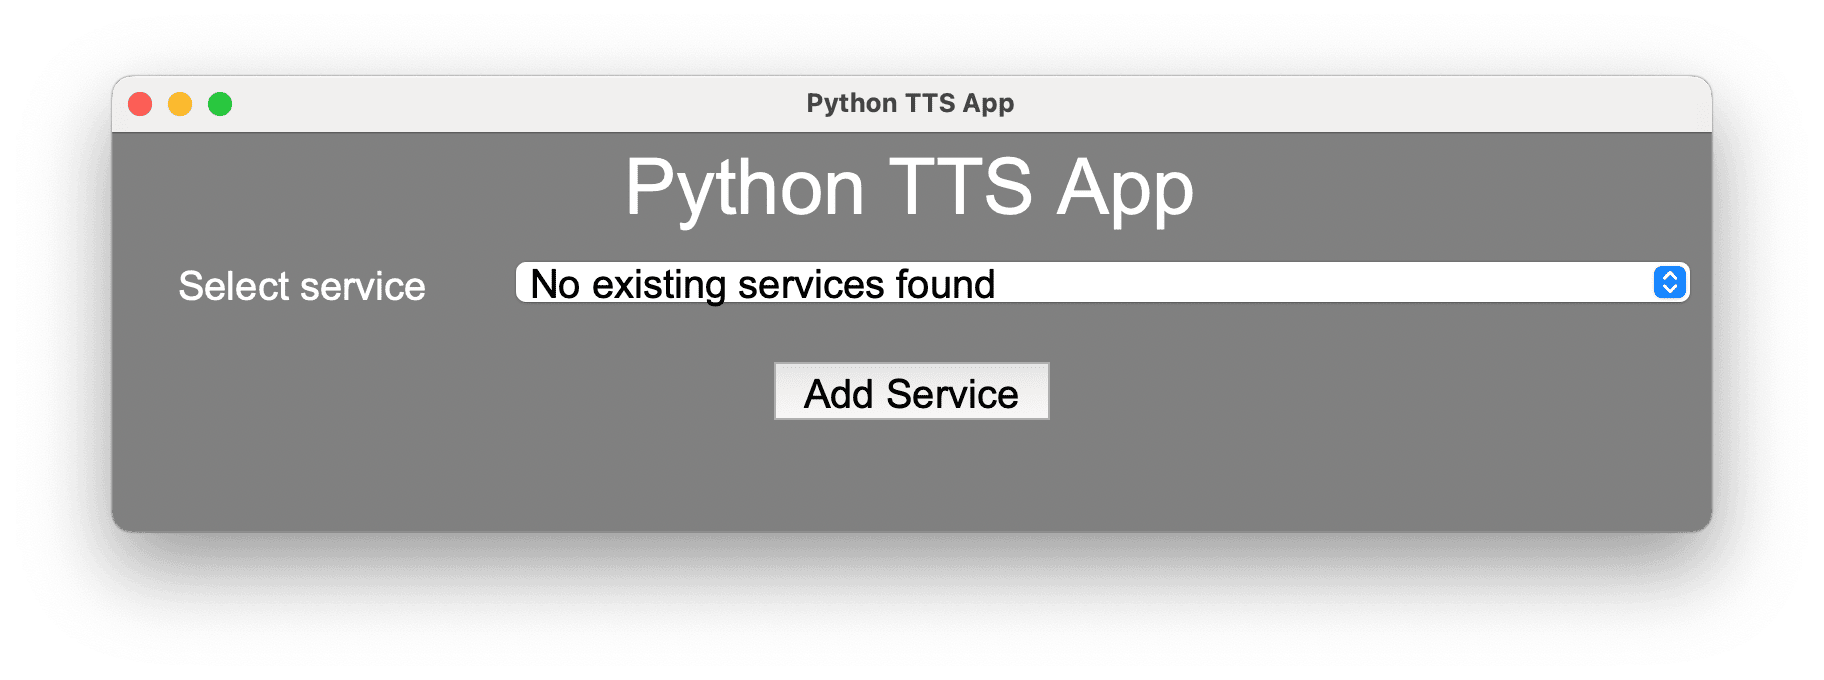 Python TTS App
Python TTS App
Select service
No existing services found
Add Service